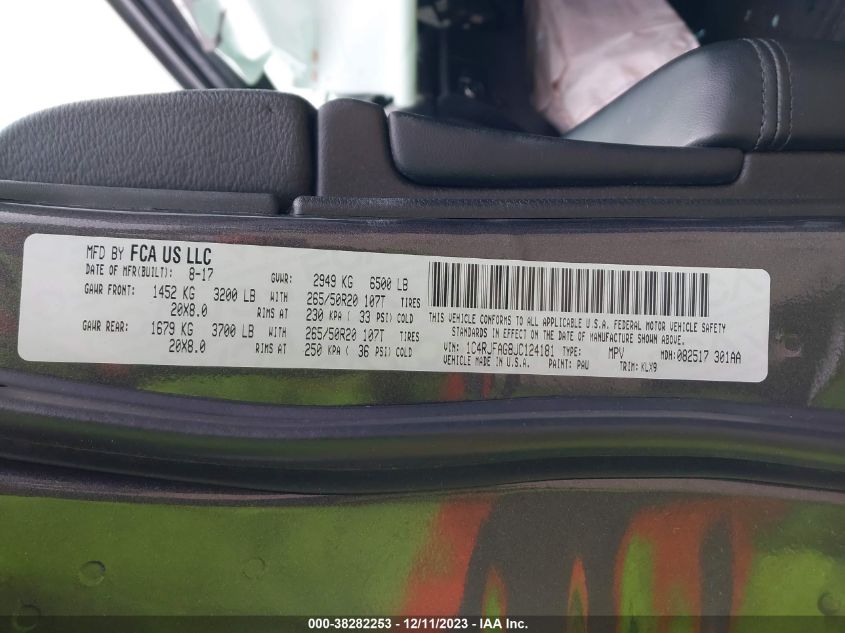 MFD BY FCA US LLC
DATE OF MFR(BUILT): 8-17 GVWR: 2949 KG 6500 LB
GAWR FRONT: 1452 KG 3200 LB WITH 265/50R20 107T TIRES
20X8.0 RIMS AT 230 KPA ( 33 PSI) COLD
GAWR REAR: 1679 KG 3700 LB WITH 265/50R20 107T TIRES
20X8.0 RIMS AT 250 KPA ( 36 PSI) COLD
THIS VEHICLE CONFORMS TO ALL APPLICABLE U.S.A. FEDERAL MOTOR VEHICLE SAFETY
STANDARDS IN EFFECT ON THE DATE OF MANUFACTURE SHOWN ABOVE.
VIN: 1C4RJFAG8JC124181 TYPE: MPV MDH: 082517 301AA
VEHICLE MADE IN U.S.A. PAINT: PAU TRIM: KLX9
000-38282253 - 12/11/2023 - IAAI.com